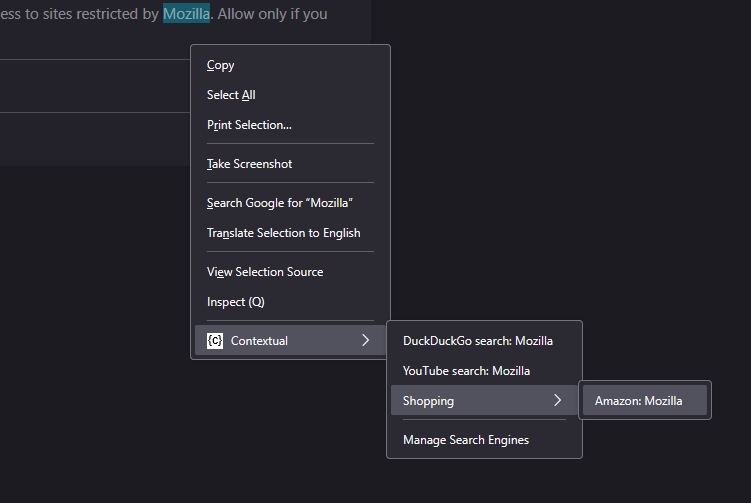 ess to sites restricted by Mozilla. Allow only if you
Copy
Select All
Print Selection...
Take Screenshot
Search Google for “Mozilla”
Translate Selection to English
View Selection Source
Inspect (Q)
{C} Contextual
DuckDuckGo search: Mozilla
YouTube search: Mozilla
Shopping
Amazon: Mozilla
Manage Search Engines